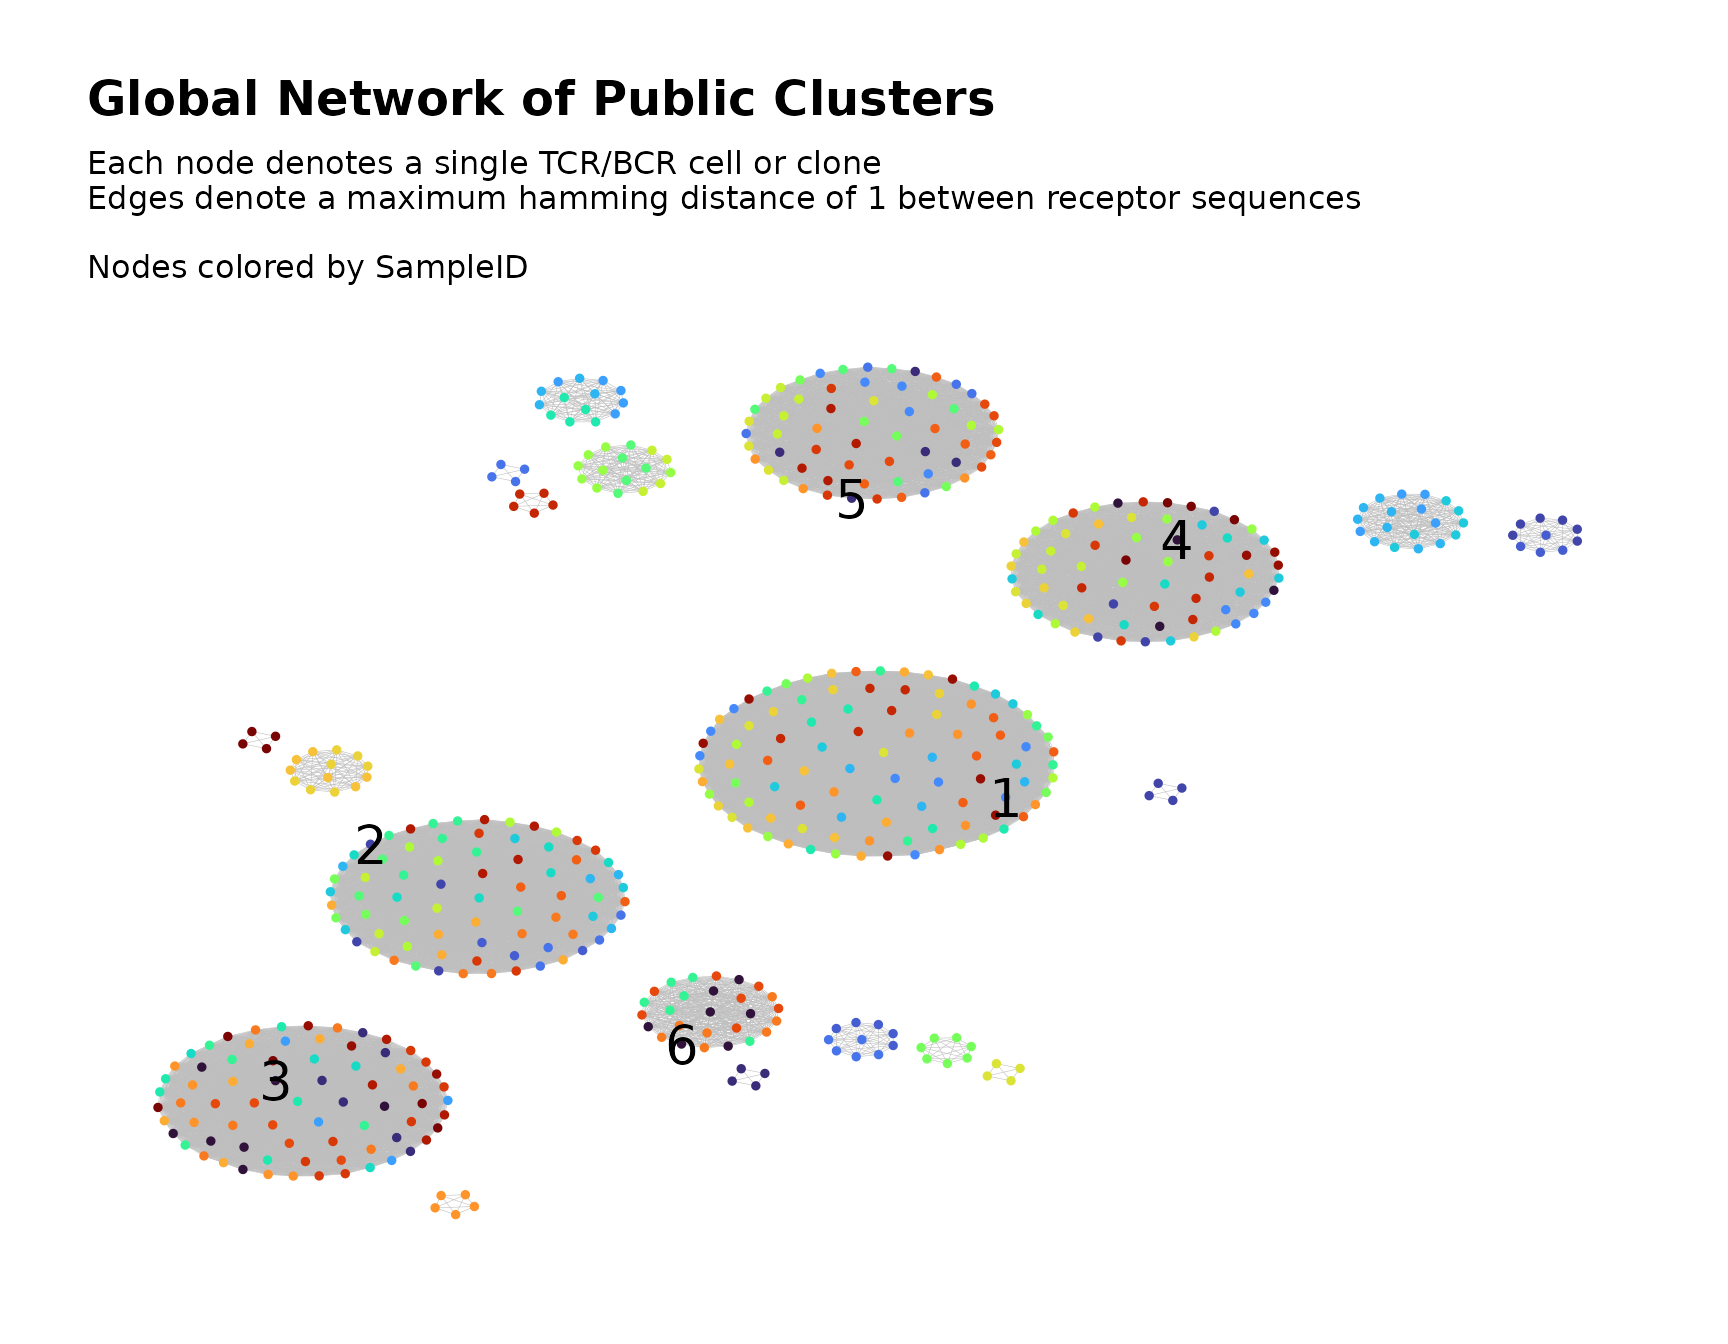 Global Network of Public Clusters
Each node denotes a single TCR/BCR cell or clone
Edges denote a maximum hamming distance of 1 between receptor sequences
Nodes colored by SampleID
5
4
1
2
6
3